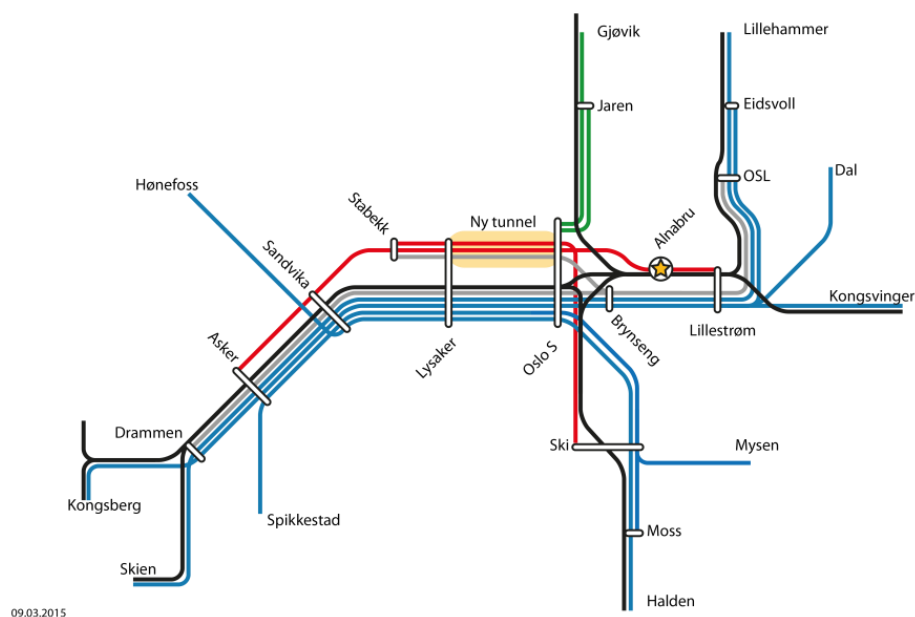 Gjøvik
Lillehammer
Jaren
Eidsvoll
Hønefoss
OSL
Dal
Stabekk
Ny tunnel
Alnabru
Sandvika
Kongsvinger
Asker
Lysaker
Oslo S
Brynseng
Lillestrøm
Drammen
Ski
Mysen
Kongsberg
Spikkestad
Moss
Skien
Halden
09.03.2015